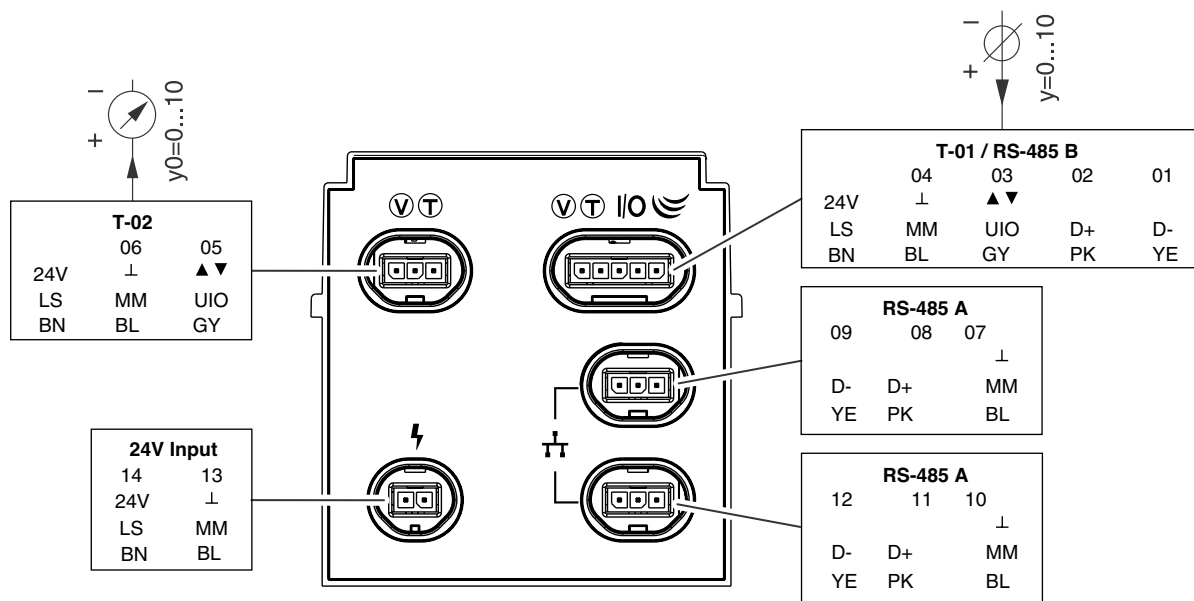 − +
y0=0...10
− +
y=0...10
T-02
06 05
24V ⊥ ▲▼
LS MM UIO
BN BL GY
V T
V T I/O
T-01 / RS-485 B
04 03 02 01
24V ⊥ ▲▼
LS MM UIO D+ D-
BN BL GY PK YE
RS-485 A
09 08 07
⊥
D- D+ MM
YE PK BL
24V Input
14 13
24V ⊥
LS MM
BN BL
RS-485 A
12 11 10
⊥
D- D+ MM
YE PK BL